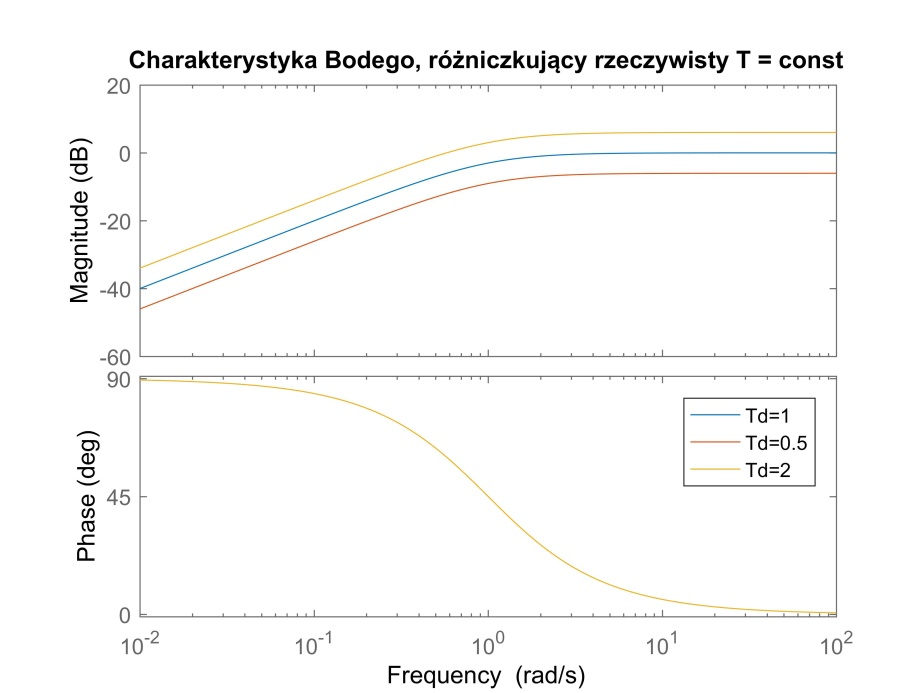 Charakterystyka Bodego, różniczkujący rzeczywisty T = const
20
0
-20
-40
-60
Magnitude (dB)
90
45
0
Phase (deg)
Td=1
Td=0.5
Td=2
10^-2
10^-1
10^0
10^1
10^2
Frequency (rad/s)